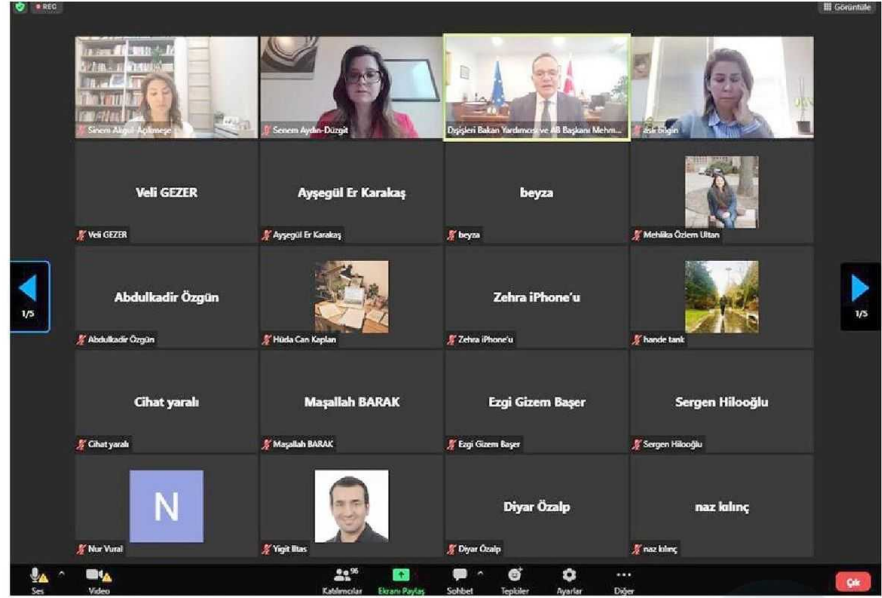 REC
Görüntüle
Sinem Akgül-Açıkmeşe
Senem Aydın-Düzgit
Dışişleri Bakan Yardımcısı ve AB Başkanı Mehm...
aslı bilgin
Veli GEZER
Veli GEZER
Ayşegül Er Karakaş
Ayşegül Er Karakaş
beyza
beyza
Mehlika Özlem Ultan
1/5
1/5
Abdulkadir Özgün
Abdulkadir Özgün
Hüda Can Kaplan
Zehra iPhone'u
Zehra iPhone'u
hande tank
Cihat yaralı
Cihat yaralı
Maşallah BARAK
Maşallah BARAK
Ezgi Gizem Başer
Ezgi Gizem Başer
Sergen Hilooğlu
Sergen Hilooğlu
N
Nur Vural
Yigit Iltas
Diyar Özalp
Diyar Özalp
naz kılınç
naz kılınç
Ses
Video
96
Katılımcılar
Ekranı Paylaş
Sohbet
Tepkiler
Ayarlar
Diğer
Çık